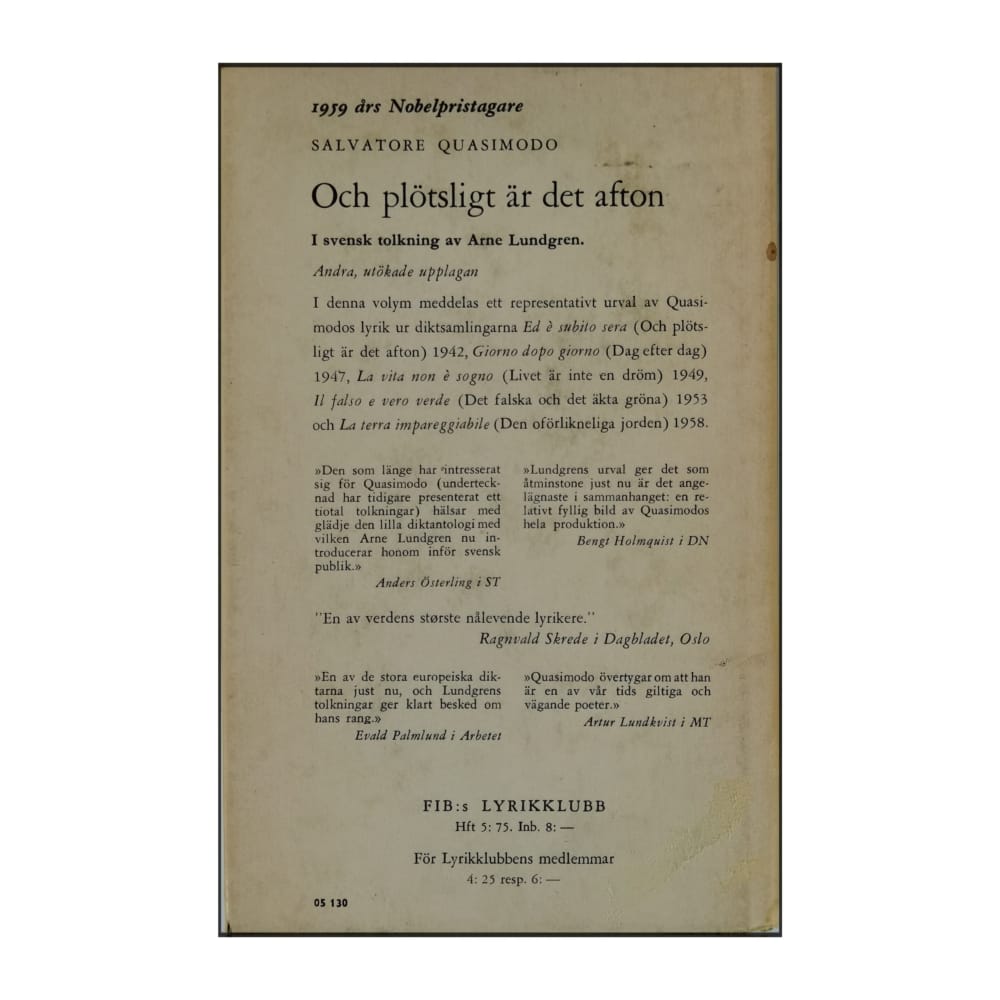 1959 års Nobelpristagare
SALVATORE QUASIMODO
Och plötsligt är det afton
I svensk tolkning av Arne Lundgren.
Andra, utökade upplagan
I denna volym meddelas ett representativt urval av Quasi-
modos lyrik ur diktsamlingarna Ed è subito sera (Och plöts-
ligt är det afton) 1942, Giorno dopo giorno (Dag efter dag)
1947, La vita non è sogno (Livet är inte en dröm) 1949,
Il falso e vero verde (Det falska och det äkta gröna) 1953
och La terra impareggiabile (Den oförlikneliga jorden) 1958.
»Den som länge har intresserat
sig för Quasimodo (underteck-
nad har tidigare presenterat ett
tiotal tolkningar) hälsar med
glädje den lilla diktantologi med
vilken Arne Lundgren nu in-
troducerar honom inför svensk
publik.»
Anders Österling i ST
»Lundgrens urval ger det som
åtminstone just nu är det ange-
lägnaste i sammanhanget: en re-
lativt fyllig bild av Quasimodos
hela produktion.»
Bengt Holmquist i DN
"En av verdens største nålevende lyrikere."
Ragnvald Skrede i Dagbladet, Oslo
»En av de stora europeiska dik-
tarna just nu, och Lundgrens
tolkningar ger klart besked om
hans rang.»
Evald Palmlund i Arbetet
»Quasimodo övertygar om att han
är en av vår tids giltiga och
vägande poeter.»
Artur Lundkvist i MT
FIB:s LYRIKKLUBB
Hft 5: 75. Inb. 8: —
För Lyrikklubbens medlemmar
4: 25 resp. 6: —
05 130